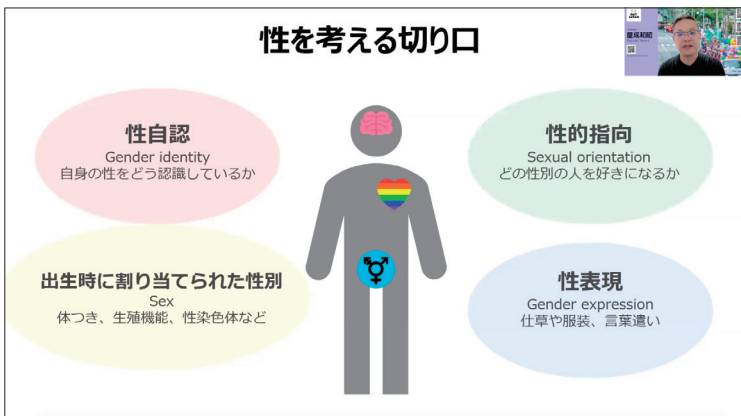 性を考える切り口
性自認
Gender identity
自身の性をどう認識しているか
性的指向
Sexual orientation
どの性別の人を好きになるか
出生時に割り当てられた性別
Sex
体つき、生殖機能、性染色体など
性表現
Gender expression
仕草や服装、言葉遣い